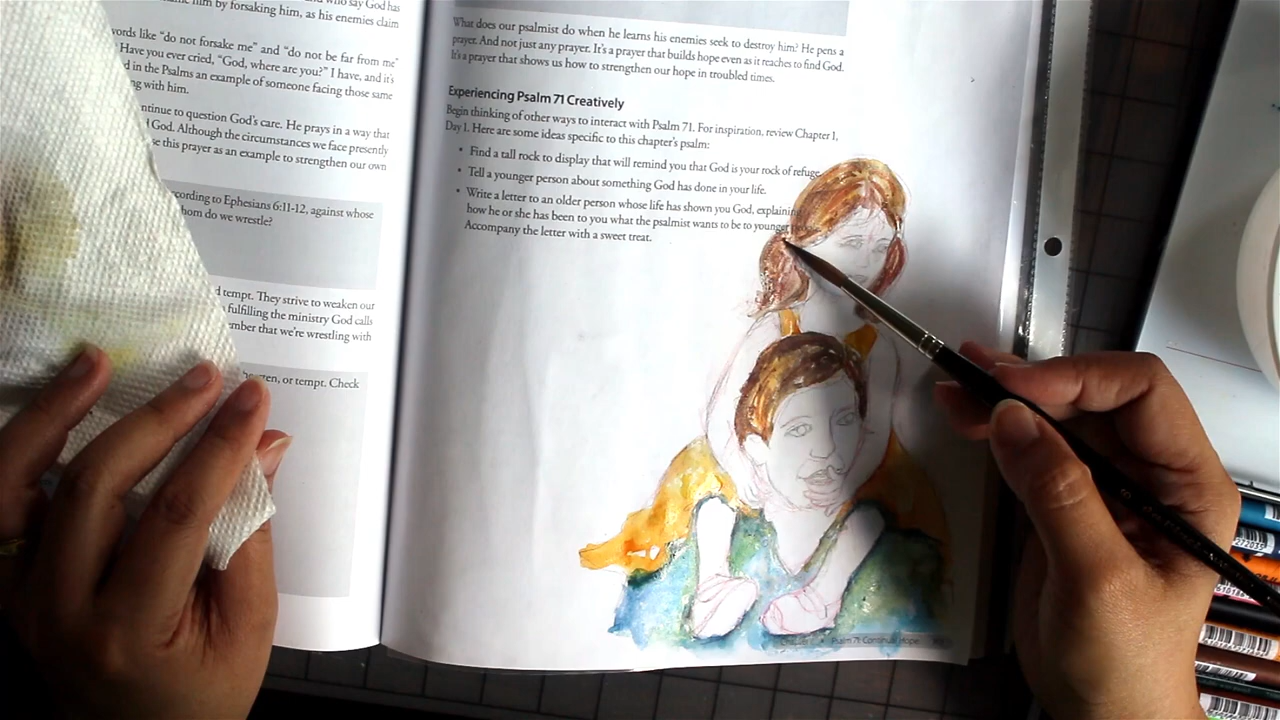 who say God has
him by forsaking him, as his enemies claim
words like “do not forsake me” and “do not be far from me”
Have you ever cried, “God, where are you?” I have, and it’s
in the Psalms an example of someone facing those same
with him.
ntinue to question God’s care. He prays in a way that
God. Although the circumstances we face presently
se this prayer as an example to strengthen our own
cording to Ephesians 6:11-12, against whose
hom do we wrestle?
d tempt. They strive to weaken our
fulfilling the ministry God calls
mber that we’re wrestling with
or tempt. Check
What does our psalmist do when he learns his enemies seek to destroy him? He pens a
prayer. And not just any prayer. It’s a prayer that builds hope even as it reaches to find God.
It’s a prayer that shows us how to strengthen our hope in troubled times.
Experiencing Psalm 71 Creatively
Begin thinking of other ways to interact with Psalm 71. For inspiration, review Chapter 1,
Day 1. Here are some ideas specific to this chapter’s psalm:
• Find a tall rock to display that will remind you that God is your rock of refuge.
• Tell a younger person about something God has done in your life.
• Write a letter to an older person whose life has shown you God, explaining
how he or she has been to you what the psalmist wants to be to younger
Accompany the letter with a sweet treat.
• Psalm 71 Continual Hope